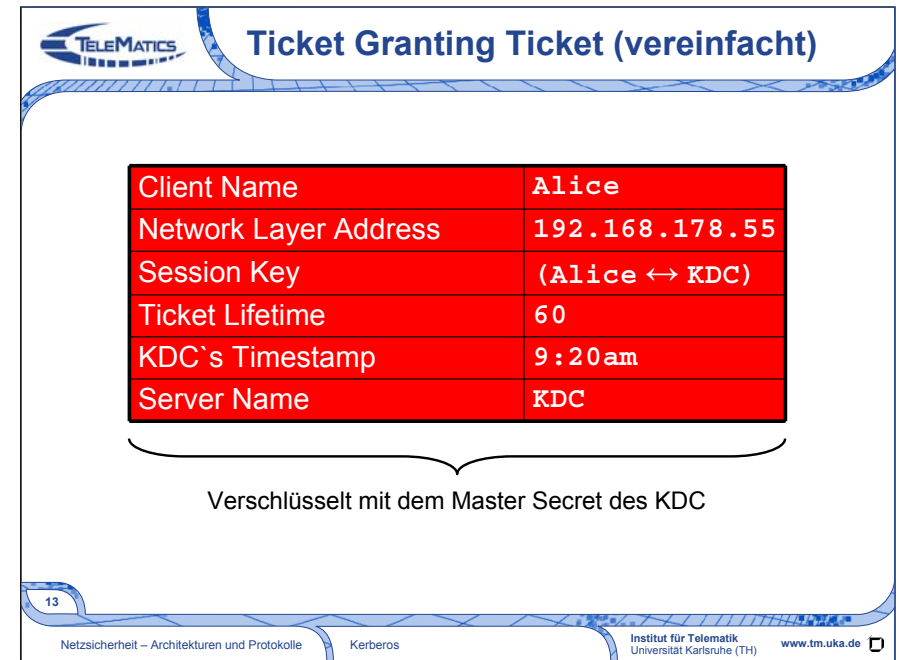 TELEMATICS
Ticket Granting Ticket (vereinfacht)
Client Name Alice
Network Layer Address 192.168.178.55
Session Key (Alice ↔ KDC)
Ticket Lifetime 60
KDC`s Timestamp 9:20am
Server Name KDC
Verschlüsselt mit dem Master Secret des KDC
13
Netzsicherheit – Architekturen und Protokolle Kerberos Institut für Telematik www.tm.uka.de
Universität Karlsruhe (TH)